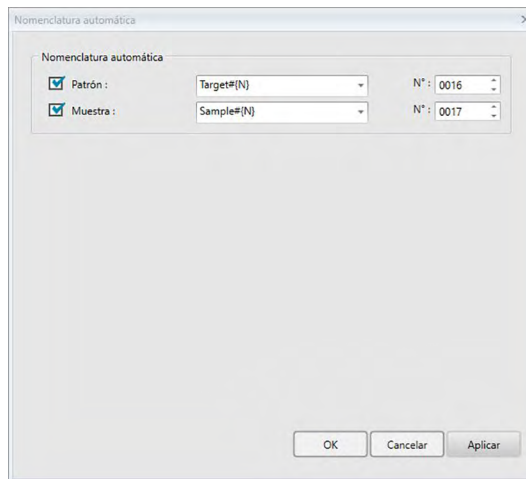 Nomenclatura automática
Nomenclatura automática
Patrón : Target#{N} N° : 0016
Muestra : Sample#{N} N° : 0017
OK Cancelar Aplicar